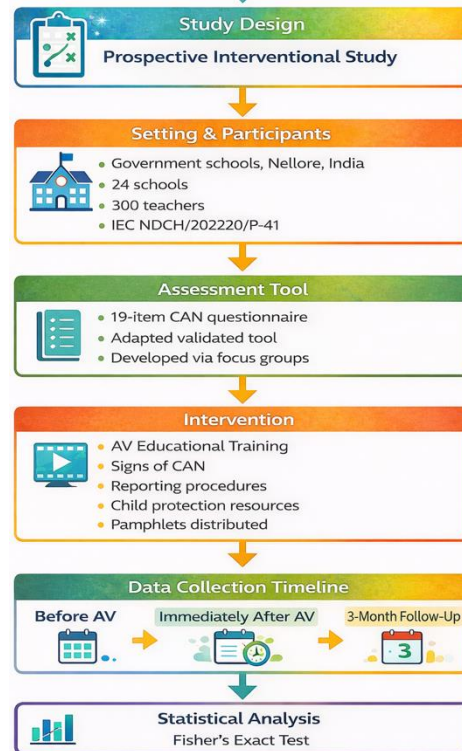 Study Design
Prospective Interventional Study
Setting & Participants
Government schools, Nellore, India
24 schools
300 teachers
IEC NDCH/202220/P-41
Assessment Tool
19-item CAN questionnaire
Adapted validated tool
Developed via focus groups
Intervention
AV Educational Training
Signs of CAN
Reporting procedures
Child protection resources
Pamphlets distributed
Data Collection Timeline
Before AV
Immediately After AV
3-Month Follow-Up
3
Statistical Analysis
Fisher's Exact Test